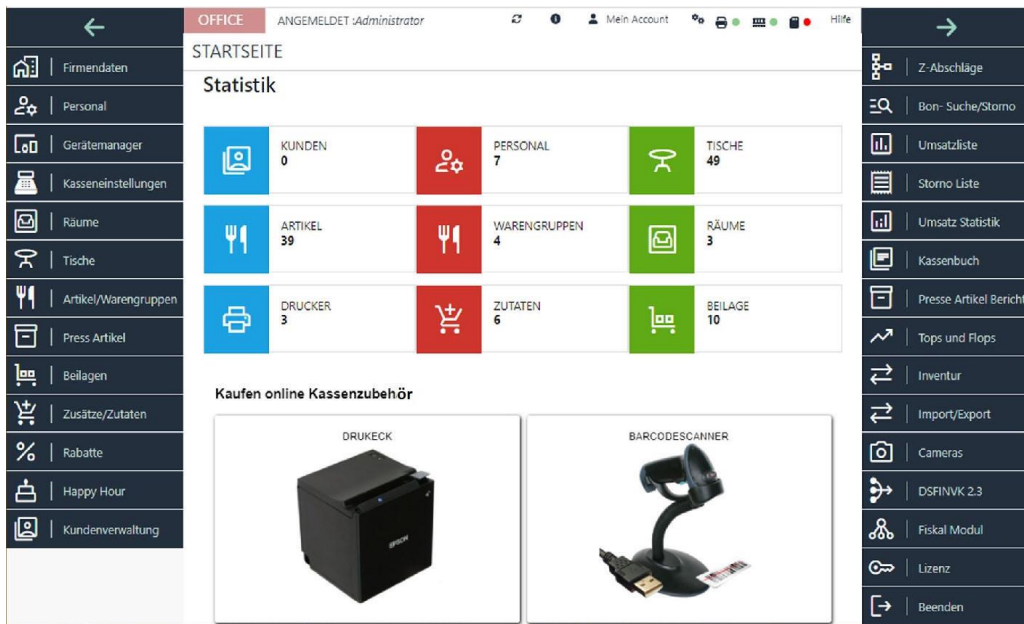 OFFICE
ANGEMELDET :Administrator
Mein Account
Hilfe
STARTSEITE
Firmendaten
Personal
Gerätemanager
Kasseneinstellungen
Räume
Tische
Artikel/Warengruppen
Press Artikel
Beilagen
Zusätze/Zutaten
Rabatte
Happy Hour
Kundenverwaltung
Statistik
KUNDEN
0
PERSONAL
7
TISCHE
49
ARTIKEL
39
WARENGRUPPEN
4
RÄUME
3
DRUCKER
3
ZUTATEN
6
BEILAGE
10
Kaufen online Kassenzubehör
DRUKECK
EPSON
BARCODESCANNER
Z-Abschläge
Bon- Suche/Storno
Umsatzliste
Storno Liste
Umsatz Statistik
Kassenbuch
Presse Artikel Bericht
Tops und Flops
Inventur
Import/Export
Cameras
DSFINVK 2.3
Fiskal Modul
Lizenz
Beenden